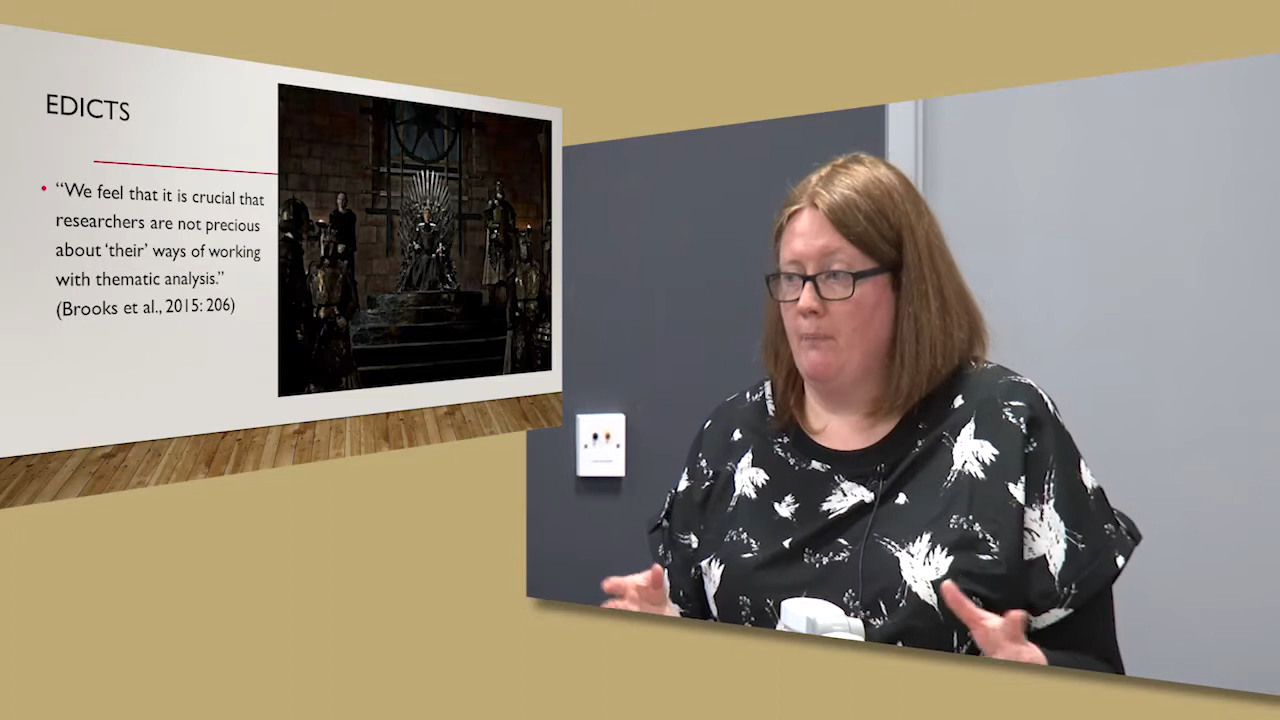 EDICTS
• “We feel that it is crucial that
researchers are not precious
about ‘their’ ways of working
with thematic analysis.”
(Brooks et al., 2015: 206)